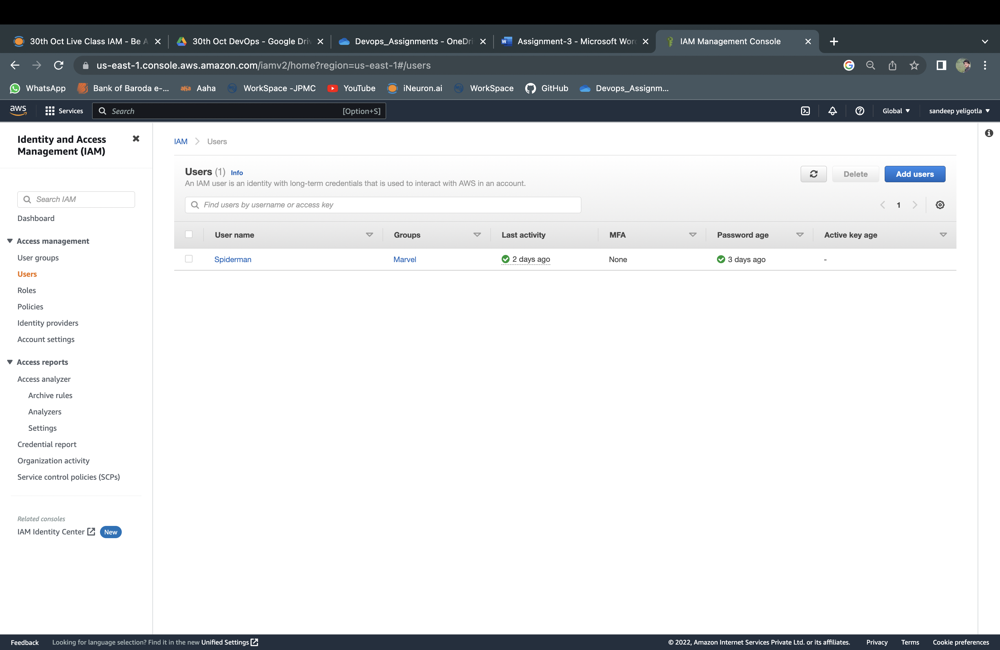 30th Oct Live Class IAM - Be A
30th Oct DevOps - Google Driv
Devops_Assignments - OneDri
Assignment-3 - Microsoft Word
IAM Management Console
us-east-1.console.aws.amazon.com/iamv2/home?region=us-east-1#/users
WhatsApp
Bank of Baroda e-...
Aaha
WorkSpace -JPMC
YouTube
iNeuron.ai
WorkSpace
GitHub
Devops_Assignm...
aws
Services
Search
[Option+S]
Global
sandeep yeligotla
Identity and Access
Management (IAM)
Search IAM
Dashboard
Access management
User groups
Users
Roles
Policies
Identity providers
Account settings
Access reports
Access analyzer
Archive rules
Analyzers
Settings
Credential report
Organization activity
Service control policies (SCPs)
Related consoles
IAM Identity Center New
IAM > Users
Users (1) Info
An IAM user is an identity with long-term credentials that is used to interact with AWS in an account.
Delete
Add users
Find users by username or access key
1
User name Groups Last activity MFA Password age Active key age
Spiderman Marvel 2 days ago None 3 days ago -
Feedback
Looking for language selection? Find it in the new Unified Settings
© 2022, Amazon Internet Services Private Ltd. or its affiliates.
Privacy
Terms
Cookie preferences